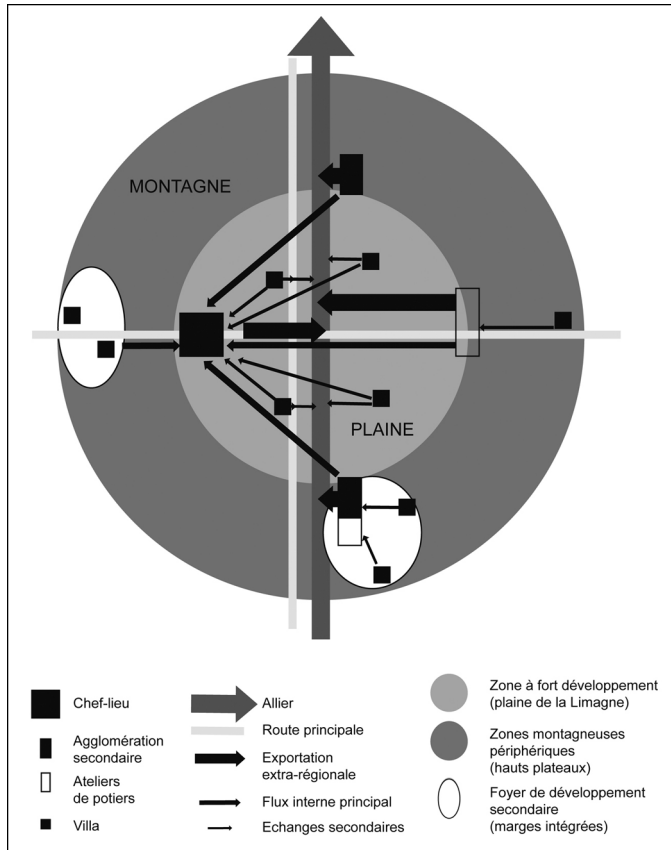 MONTAGNE
PLAINE
Chef-lieu
Agglomération
secondaire
Ateliers
de potiers
Villa
Allier
Route principale
Exportation
extra-régionale
Flux interne principal
Echanges secondaires
Zone à fort développement
(plaine de la Limagne)
Zones montagneuses
périphériques
(hauts plateaux)
Foyer de développement
secondaire
(marges intégrées)